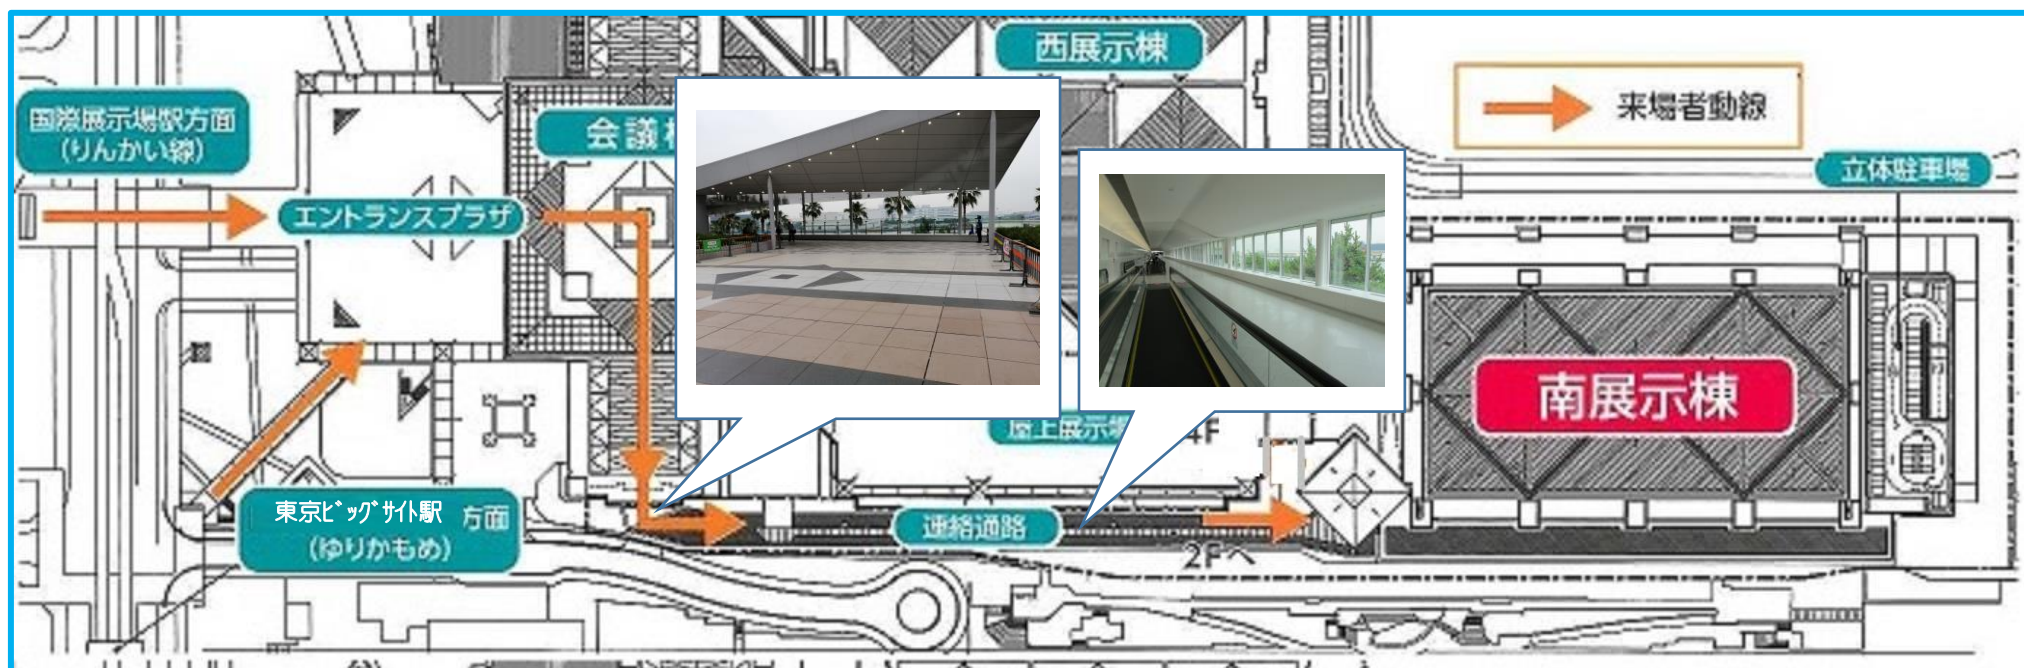 西展示棟
国際展示場駅方面
(りんかい線)
会議
来場者動線
立体駐車場
エントランスプラザ
南展示棟
屋上展示場
4F
東京ビッグサイト駅 方面
(ゆりかもめ)
連絡通路
2Fへ